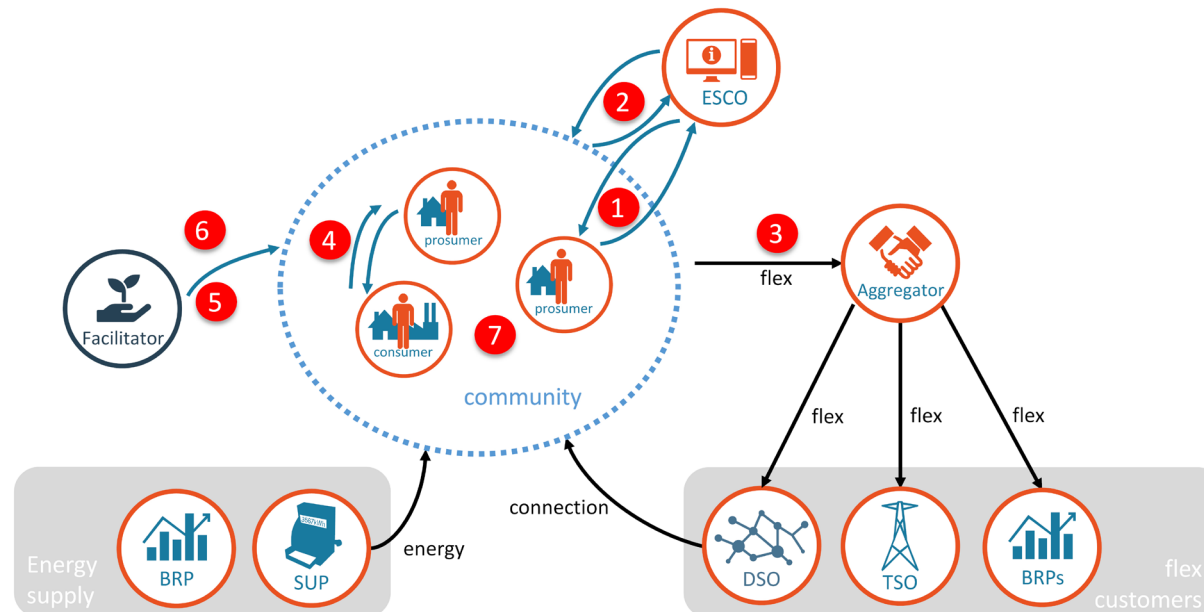 ESCO
2
1
prosumer
4
6
5
Facilitator
prosumer
consumer
7
community
3
flex
Aggregator
flex
flex
flex
connection
energy
Energy
supply
BRP
3567kWh
SUP
DSO
TSO
BRPs
flex
customers